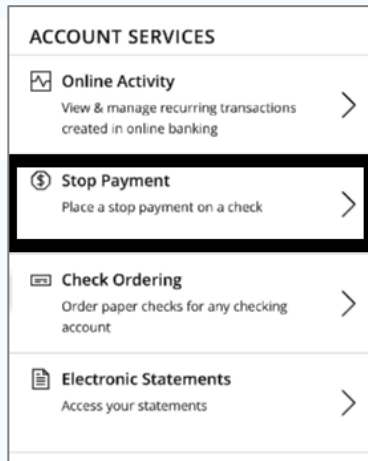 ACCOUNT SERVICES
Online Activity
View & manage recurring transactions
created in online banking
Stop Payment
Place a stop payment on a check
Check Ordering
Order paper checks for any checking
account
Electronic Statements
Access your statements